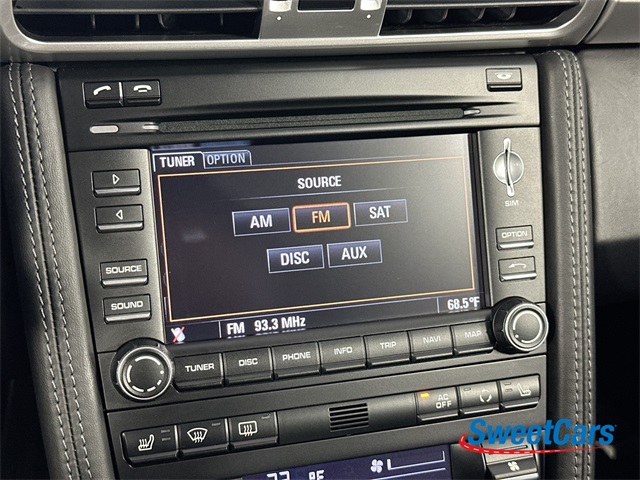 TUNER OPTION
SOURCE
AM FM SAT
DISC AUX
FM 93.3 MHz 68.5°F
SIM
OPTION
SOURCE
SOUND
TUNER DISC PHONE INFO TRIP NAVI MAP
AC OFF
SweetCars
°F